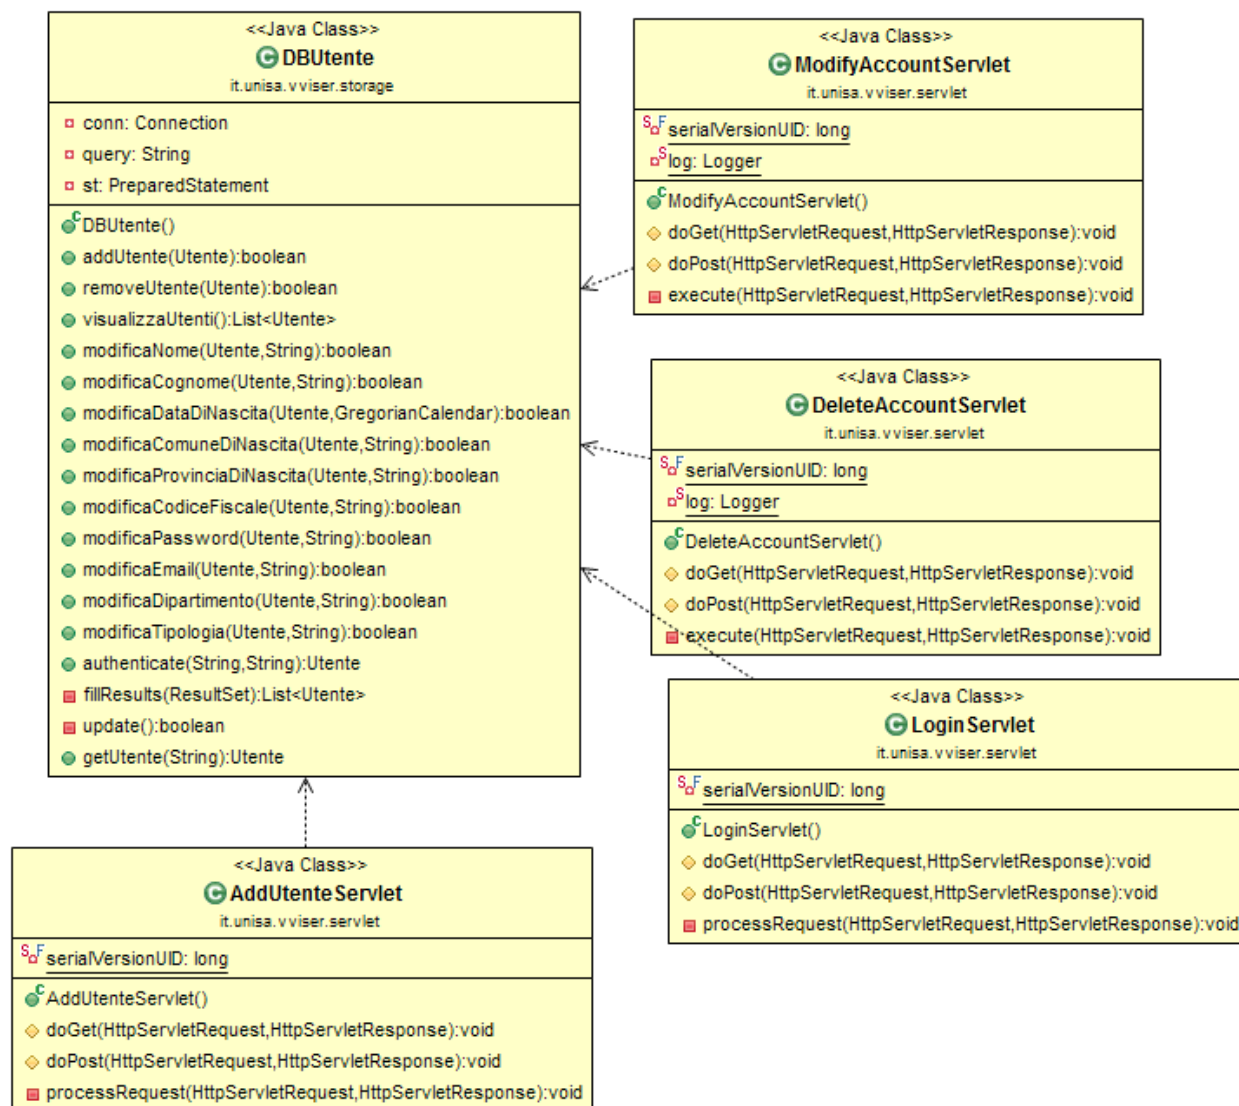 <<Java Class>>
DBUtente
it.unisa.vviser.storage
conn: Connection
query: String
st: PreparedStatement
DBUtente()
addUtente(Utente):boolean
removeUtente(Utente):boolean
visualizzaUtenti():List<Utente>
modificaNome(Utente,String):boolean
modificaCognome(Utente,String):boolean
modificaDataDiNascita(Utente,GregorianCalendar):boolean
modificaComuneDiNascita(Utente,String):boolean
modificaProvinciaDiNascita(Utente,String):boolean
modificaCodiceFiscale(Utente,String):boolean
modificaPassword(Utente,String):boolean
modificaEmail(Utente,String):boolean
modificaDipartimento(Utente,String):boolean
modificaTipologia(Utente,String):boolean
authenticate(String,String):Utente
fillResults(ResultSet):List<Utente>
update():boolean
getUtente(String):Utente
<<Java Class>>
ModifyAccountServlet
it.unisa.vviser.servlet
serialVersionUID: long
log: Logger
ModifyAccountServlet()
doGet(HttpServletRequest,HttpServletResponse):void
doPost(HttpServletRequest,HttpServletResponse):void
execute(HttpServletRequest,HttpServletResponse):void
<<Java Class>>
DeleteAccountServlet
it.unisa.vviser.servlet
serialVersionUID: long
log: Logger
DeleteAccountServlet()
doGet(HttpServletRequest,HttpServletResponse):void
doPost(HttpServletRequest,HttpServletResponse):void
execute(HttpServletRequest,HttpServletResponse):void
<<Java Class>>
LoginServlet
it.unisa.vviser.servlet
serialVersionUID: long
LoginServlet()
doGet(HttpServletRequest,HttpServletResponse):void
doPost(HttpServletRequest,HttpServletResponse):void
processRequest(HttpServletRequest,HttpServletResponse):void
<<Java Class>>
AddUtenteServlet
it.unisa.vviser.servlet
serialVersionUID: long
AddUtenteServlet()
doGet(HttpServletRequest,HttpServletResponse):void
doPost(HttpServletRequest,HttpServletResponse):void
processRequest(HttpServletRequest,HttpServletResponse):void